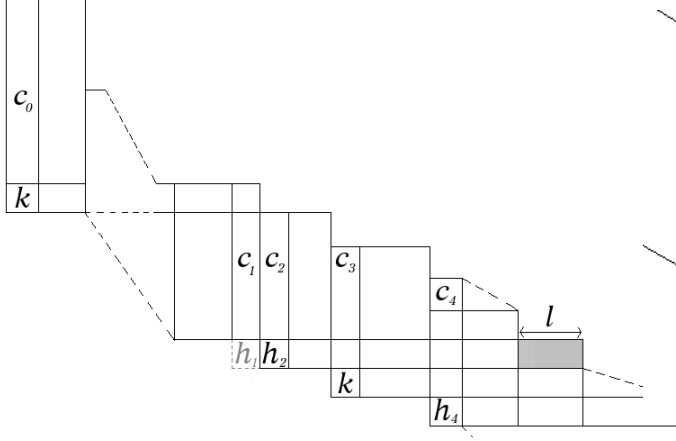 c₀
k
c₁ c₂ c₃
c₄
l
h₁ h₂
k
h₄